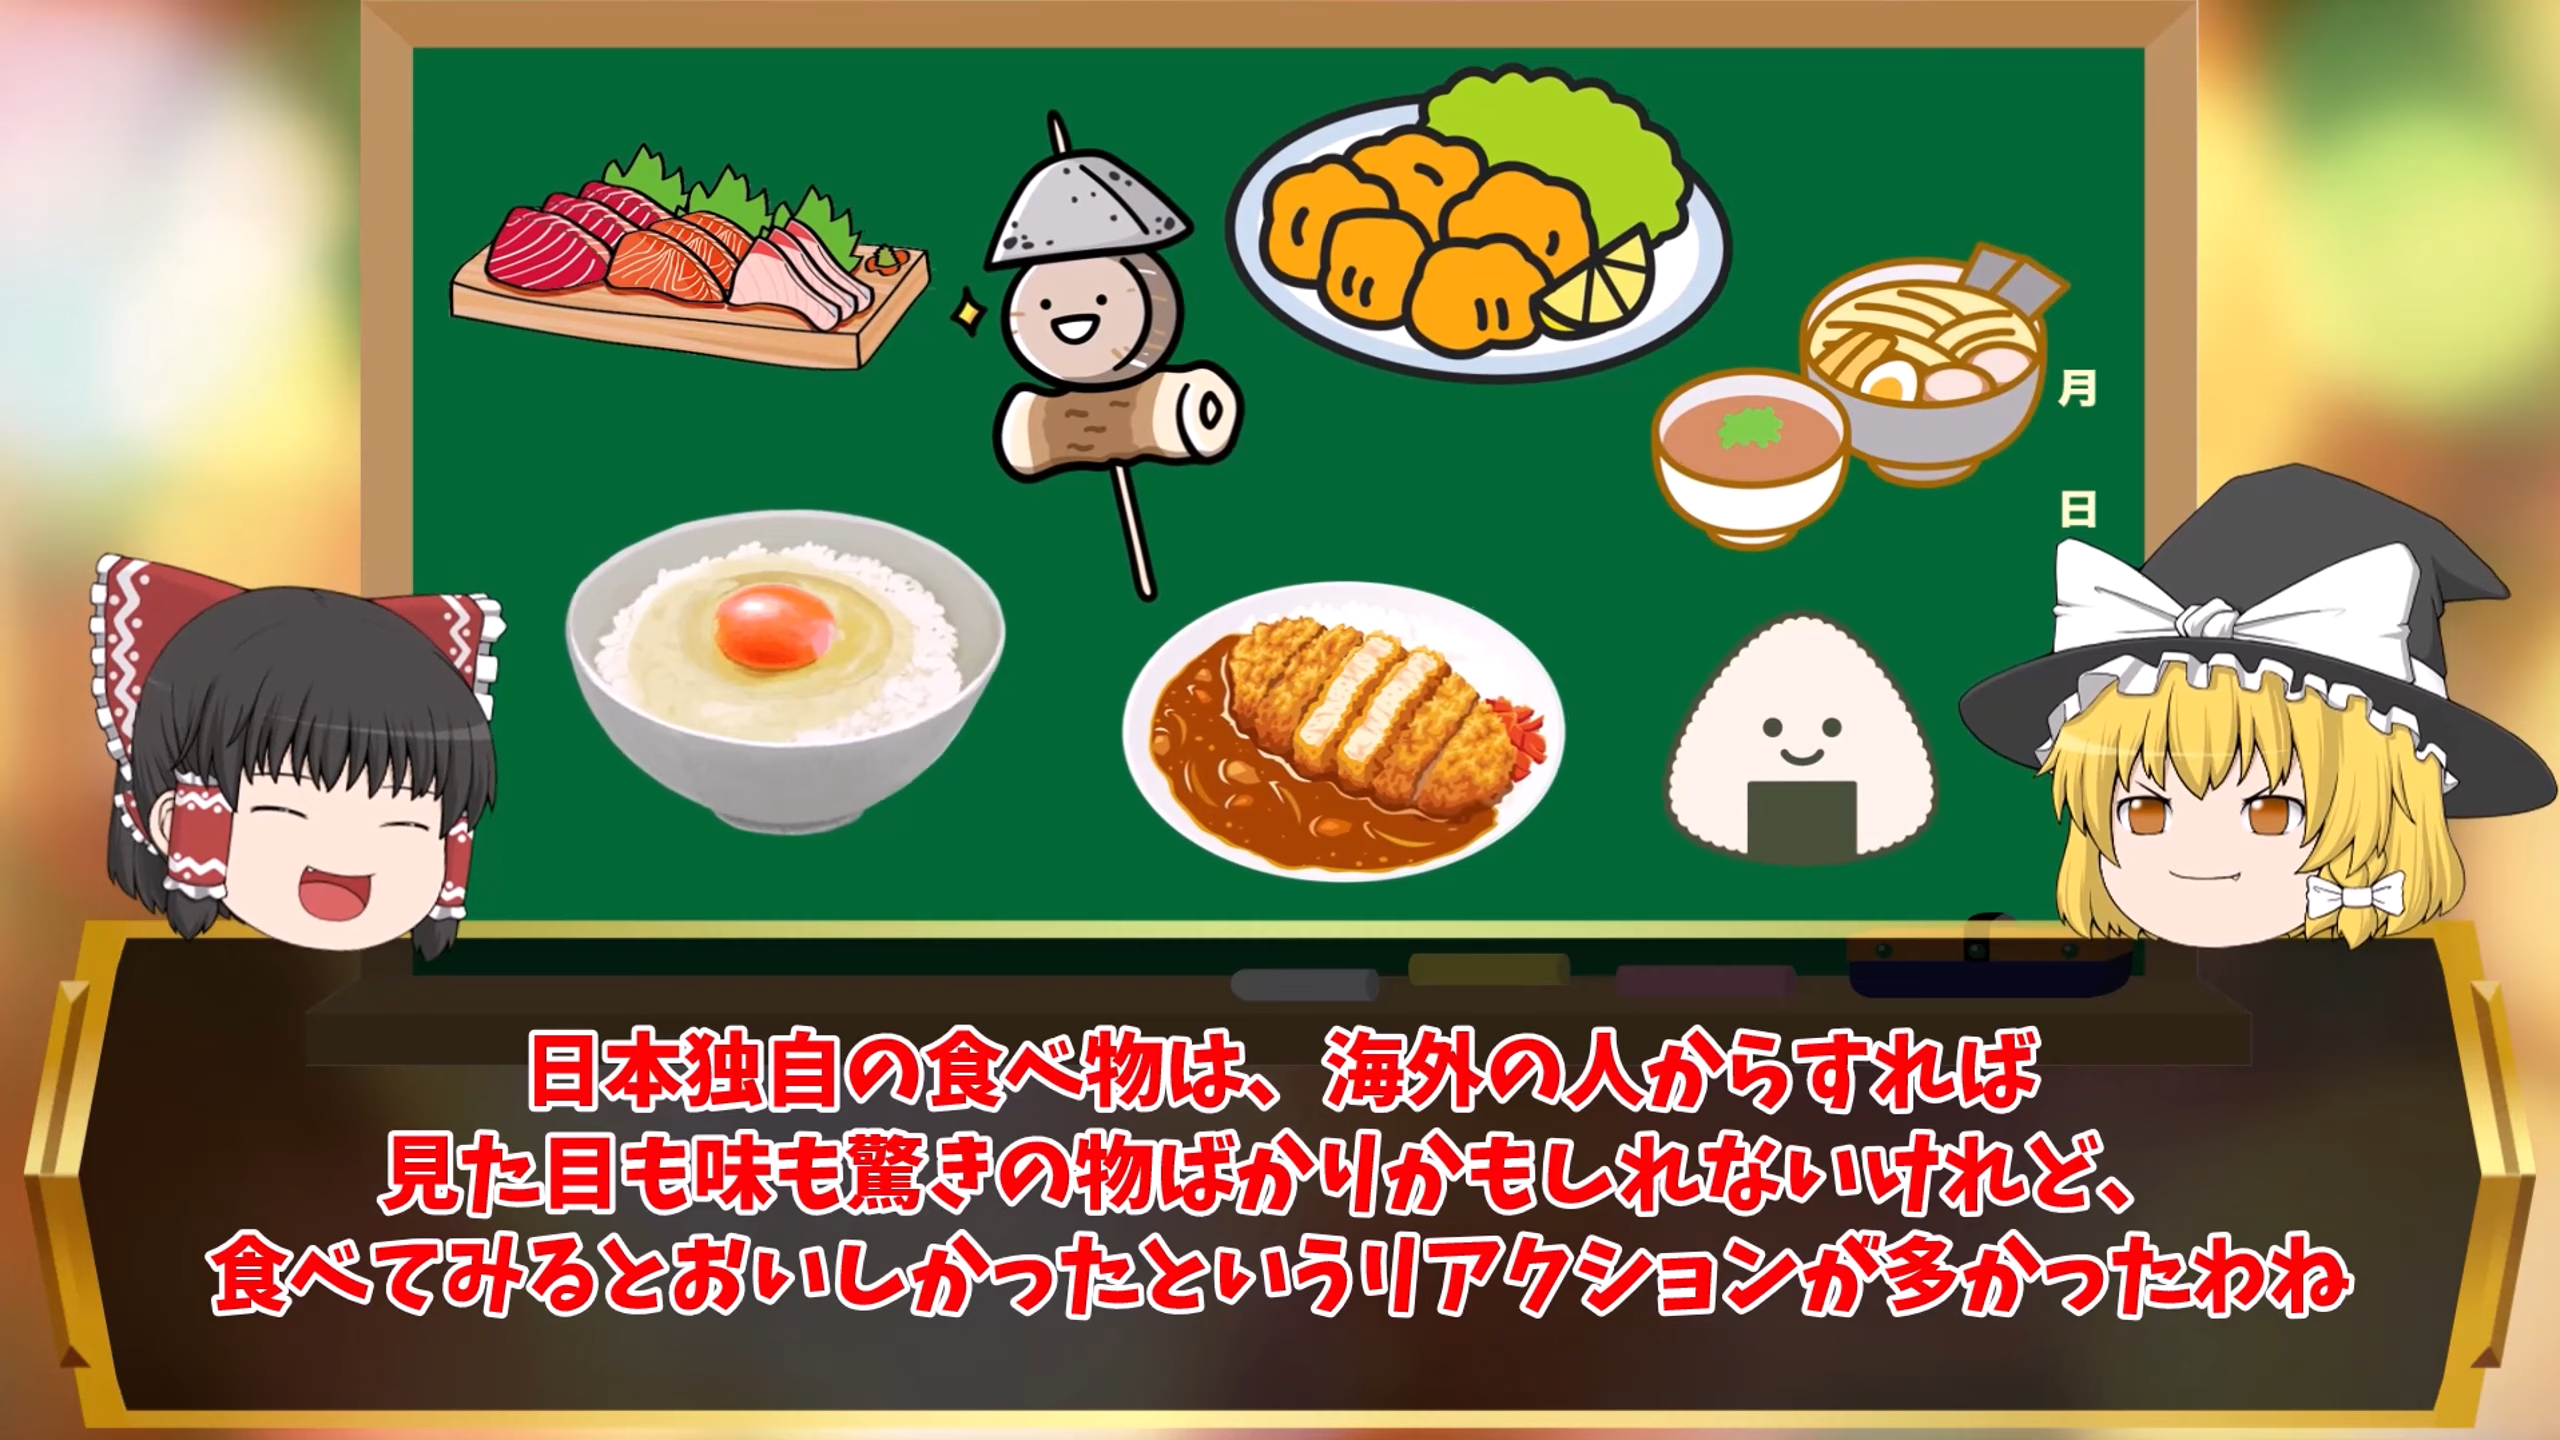 月
日
日本独自の食べ物は、海外の人からすれば
見た目も味も驚きの物ばかりかもしれないけれど、
食べてみるとおいしかったというリアクションが多かったわね